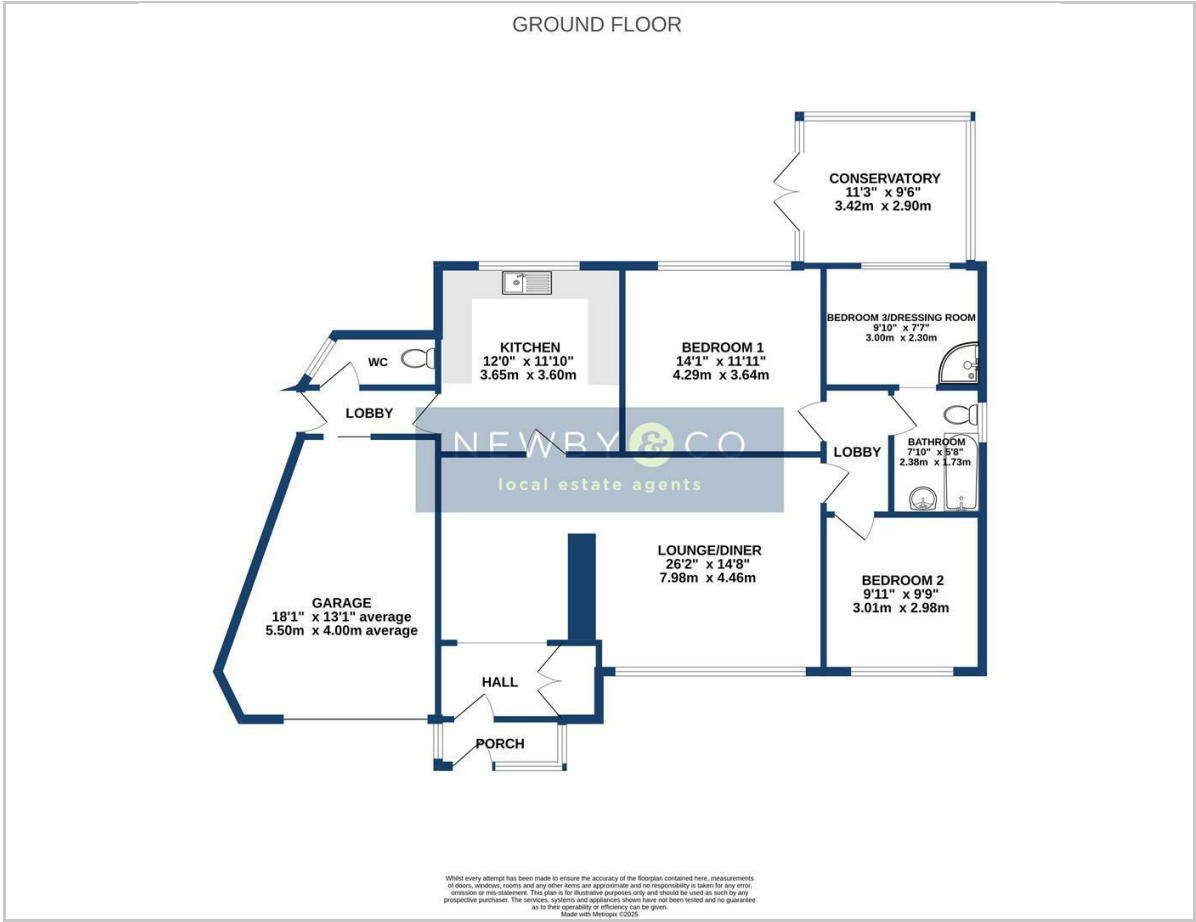 GROUND FLOOR
CONSERVATORY
11'3" x 9'6"
3.42m x 2.90m
KITCHEN
12'0" x 11'10"
3.65m x 3.60m
BEDROOM 1
14'1" x 11'11"
4.29m x 3.64m
BEDROOM 3/DRESSING ROOM
9'10" x 7'7"
3.00m x 2.30m
WC
LOBBY
NEWBY & CO
local estate agents
LOBBY
BATHROOM
7'10" x 5'8"
2.38m x 1.73m
LOUNGE/DINER
26'2" x 14'8"
7.98m x 4.46m
BEDROOM 2
9'11" x 9'9"
3.01m x 2.98m
GARAGE
18'1" x 13'1" average
5.50m x 4.00m average
HALL
PORCH
Whilst every attempt has been made to ensure the accuracy of the floorplan contained here, measurements
of doors, windows, rooms and any other items are approximate and no responsibility is taken for any error,
omission or mis-statement. This plan is for illustrative purposes only and should be used as such by any
prospective purchaser. The services, systems and appliances shown have not been tested and no guarantee
as to their operability or efficiency can be given.
Made with Metropix ©2025